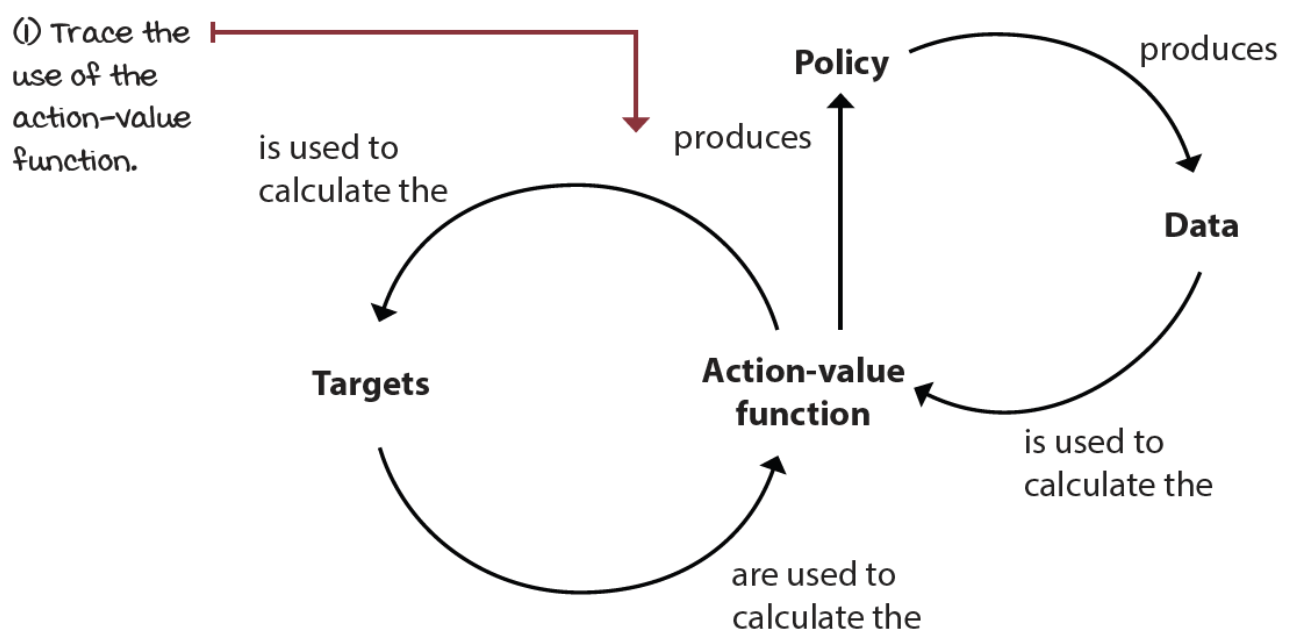 (1) Trace the
use of the
action-value
function.
is used to
calculate the
produces
Policy
produces
Data
Targets
Action-value
function
is used to
calculate the
are used to
calculate the